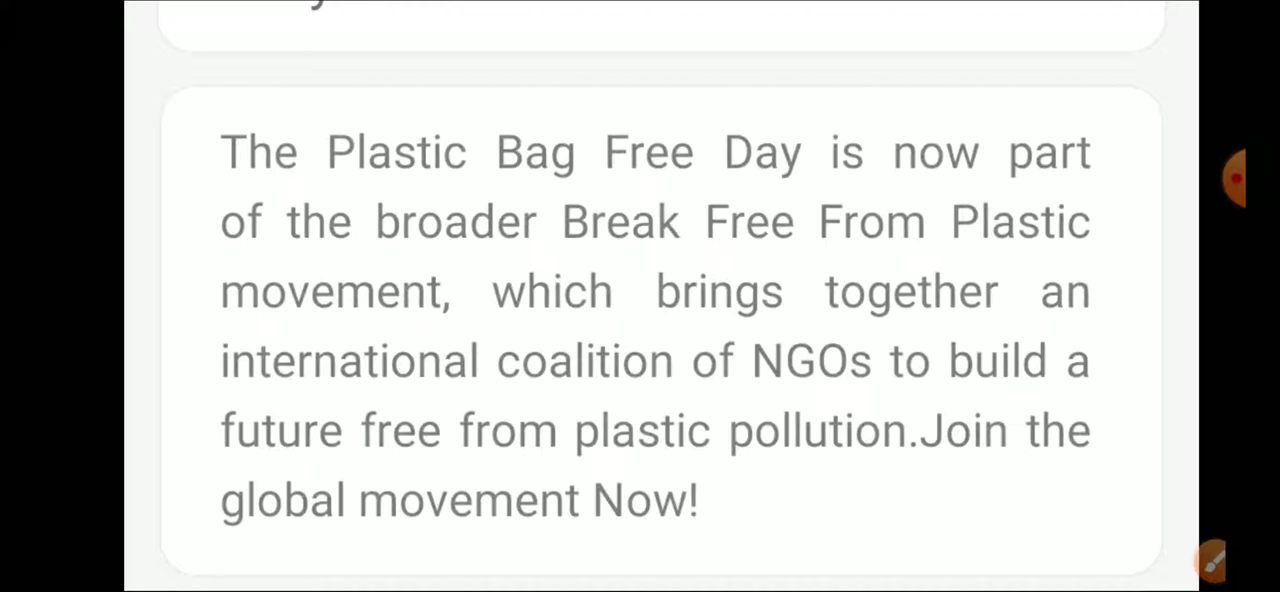 The Plastic Bag Free Day is now part
of the broader Break Free From Plastic
movement, which brings together an
international coalition of NGOs to build a
future free from plastic pollution.Join the
global movement Now!